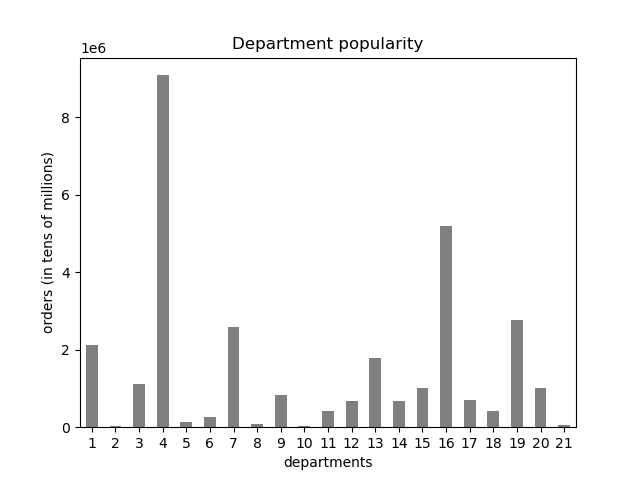 Department popularity
1e6
8
6
4
2
0
orders (in tens of millions)
1 2 3 4 5 6 7 8 9 10 11 12 13 14 15 16 17 18 19 20 21
departments